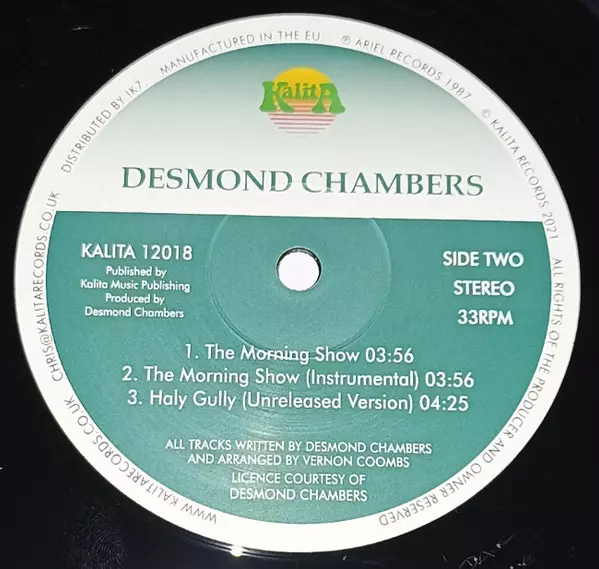 DISTRIBUTED BY !K7. MANUFACTURED IN THE EU. ℗ ARIEL RECORDS 1987 © KALITA RECORDS 2021 ALL RIGHTS OF THE PRODUCER AND OWNER RESERVED
WWW.KALITARECORDS.CO.UK CHRIS@KALITARECORDS.CO.UK
KalitA
DESMOND CHAMBERS
KALITA 12018
Published by
Kalita Music Publishing
Produced by
Desmond Chambers
SIDE TWO
STEREO
33RPM
1. The Morning Show 03:56
2. The Morning Show (Instrumental) 03:56
3. Haly Gully (Unreleased Version) 04:25
ALL TRACKS WRITTEN BY DESMOND CHAMBERS
AND ARRANGED BY VERNON COOMBS
LICENCE COURTESY OF
DESMOND CHAMBERS